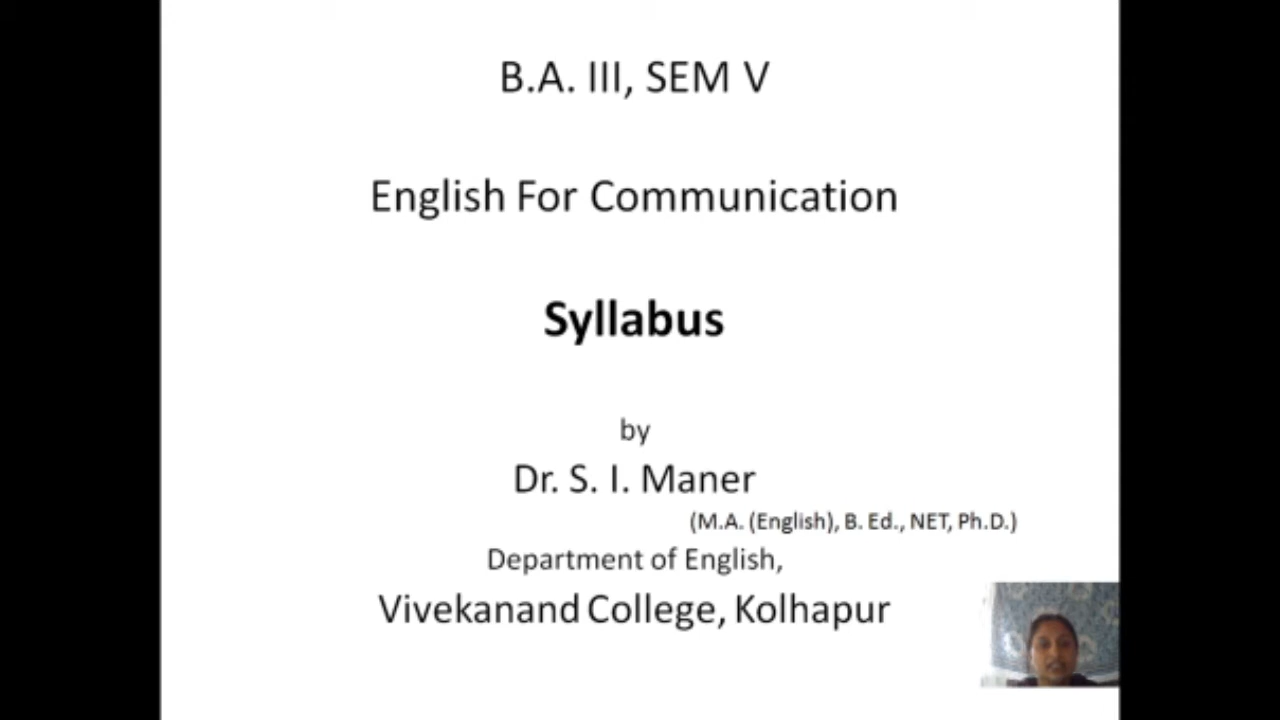 B.A. III, SEM V
English For Communication
Syllabus
by
Dr. S. I. Maner
(M.A. (English), B. Ed., NET, Ph.D.)
Department of English,
Vivekanand College, Kolhapur